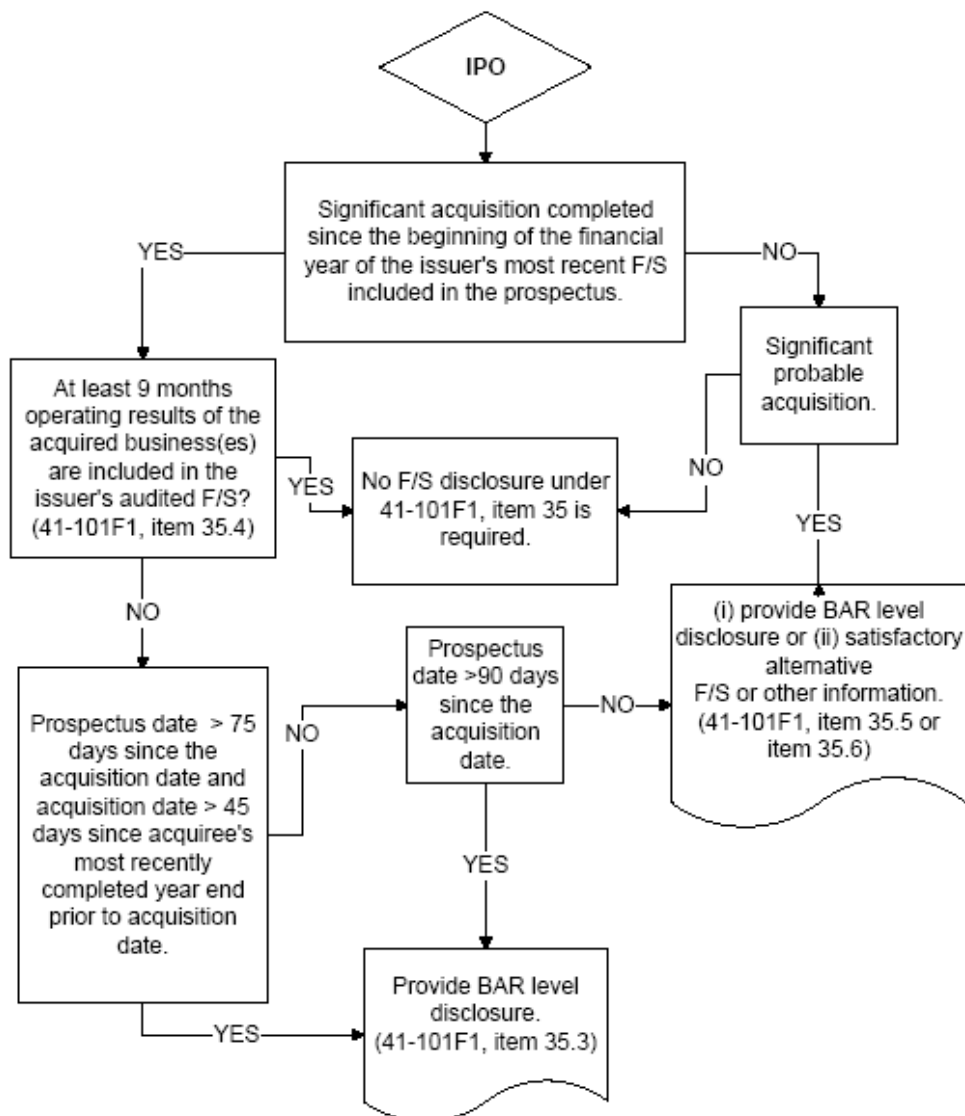 IPO
Significant acquisition completed
since the beginning of the financial
year of the issuer's most recent F/S
included in the prospectus.
YES
NO
At least 9 months
operating results of the
acquired business(es)
are included in the
issuer's audited F/S?
(41-101F1, item 35.4)
Significant
probable
acquisition.
YES
No F/S disclosure under
41-101F1, item 35 is
required.
NO
YES
NO
(i) provide BAR level
disclosure or (ii) satisfactory
alternative
F/S or other information.
(41-101F1, item 35.5 or
item 35.6)
Prospectus date > 75
days since the
acquisition date and
acquisition date > 45
days since acquiree's
most recently
completed year end
prior to acquisition
date.
NO
Prospectus
date >90 days
since the
acquisition
date.
NO
YES
YES
Provide BAR level
disclosure.
(41-101F1, item 35.3)